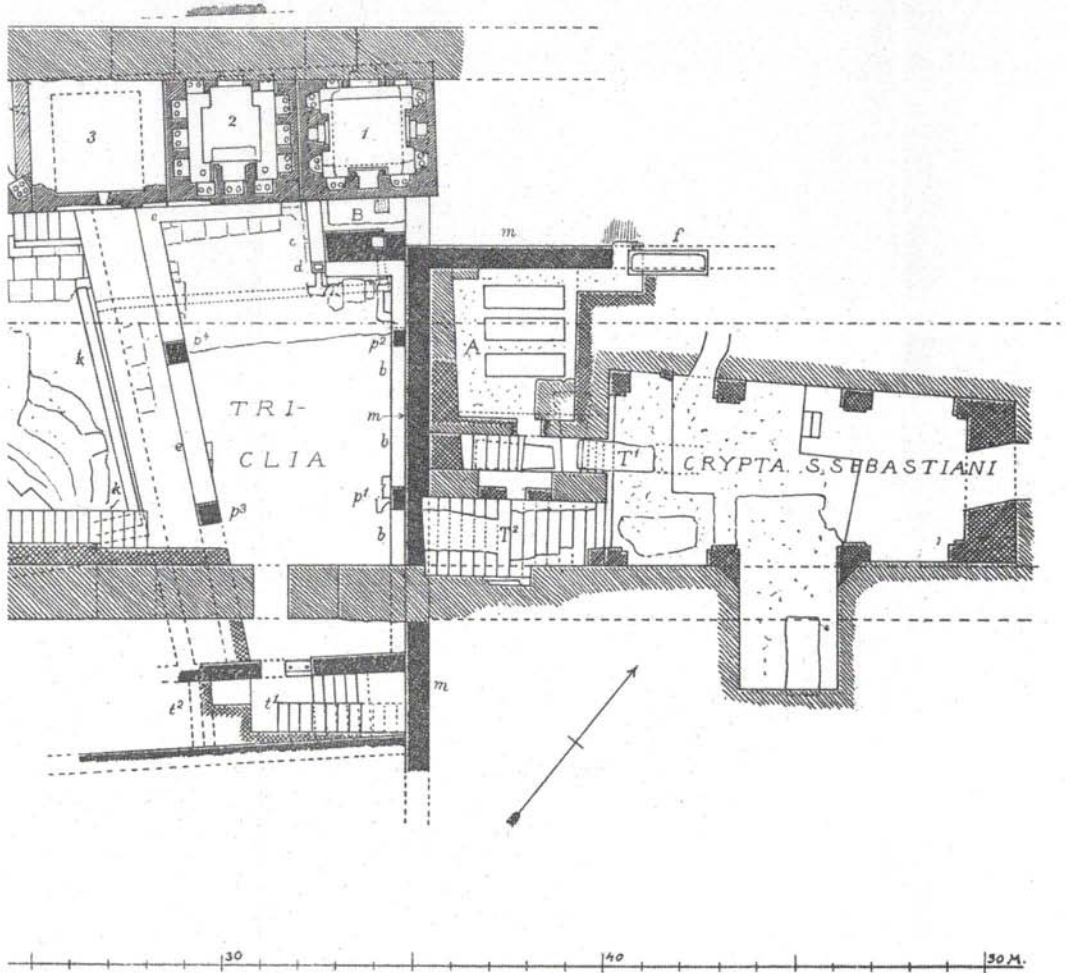 3
2
1
e
B
m
f
c
d
k
p⁴
p²
A
b
TRI-
m
e
CLIA
b
T¹
CRYPTA S. SEBASTIANI
k
p³
p¹
b
T²
m
t²
t¹
30
40
50 M.